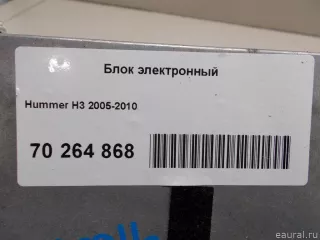 Блок электронный
Hummer H3 2005-2010
70 264 868
eaural.ru